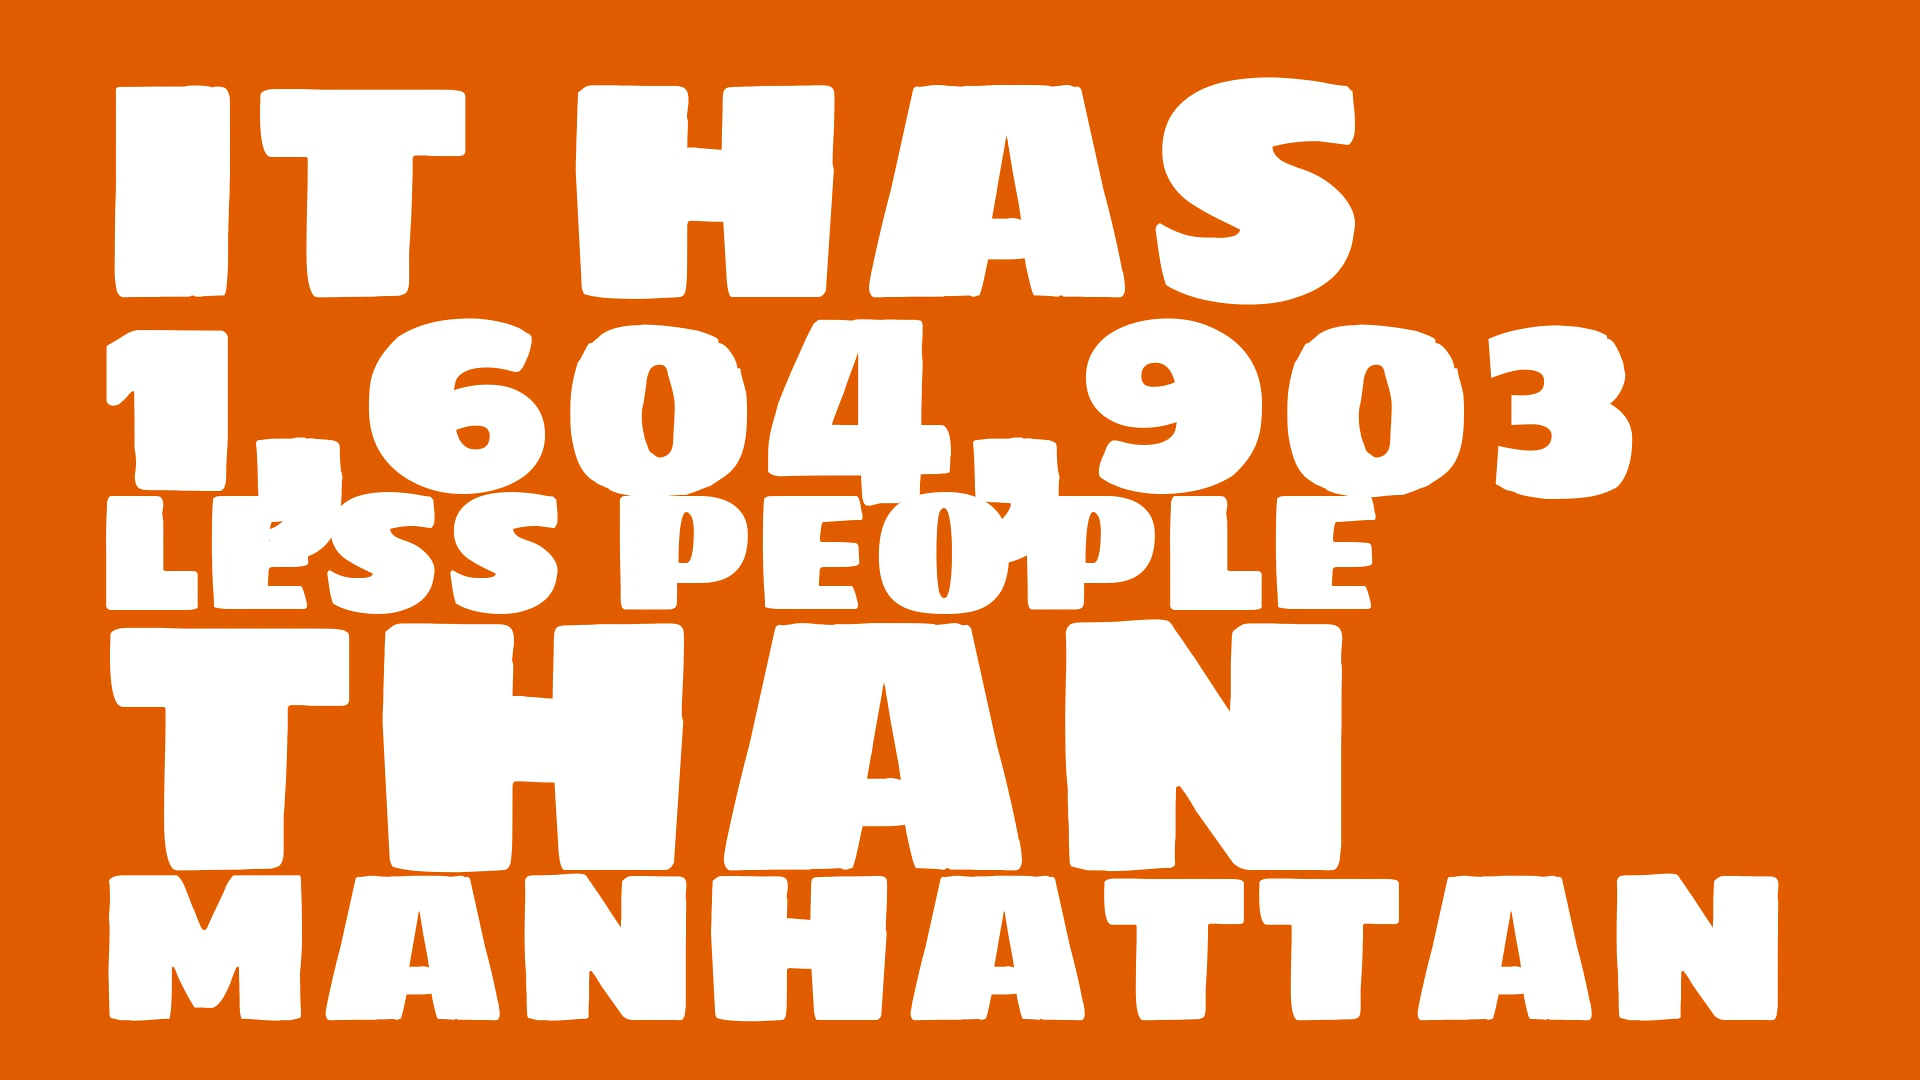 IT HAS
1,604,903
LESS PEOPLE
THAN
MANHATTAN